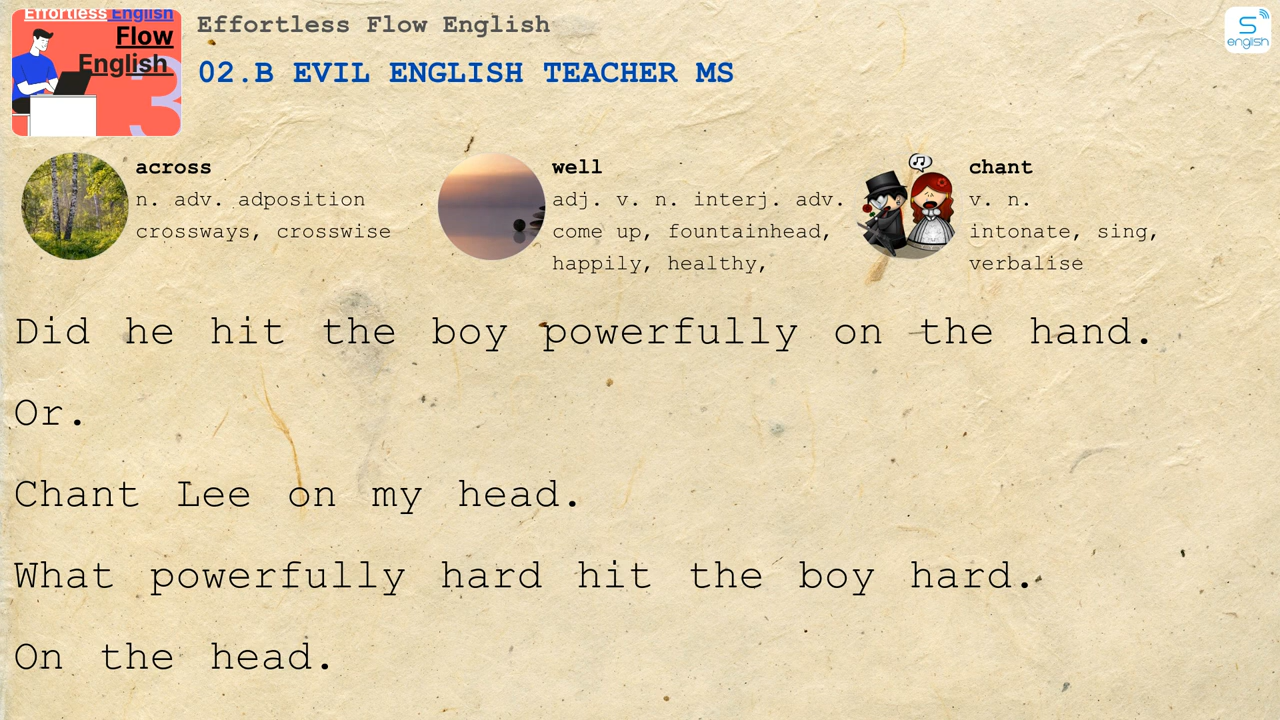 Effortless English
Flow
English
3
Effortless Flow English
02.B EVIL ENGLISH TEACHER MS
S
english
across
n. adv. adposition
crossways, crosswise
well
adj. v. n. interj. adv.
come up, fountainhead,
happily, healthy,
chant
v. n.
intonate, sing,
verbalise
Did he hit the boy powerfully on the hand.
Or.
Chant Lee on my head.
What powerfully hard hit the boy hard.
On the head.